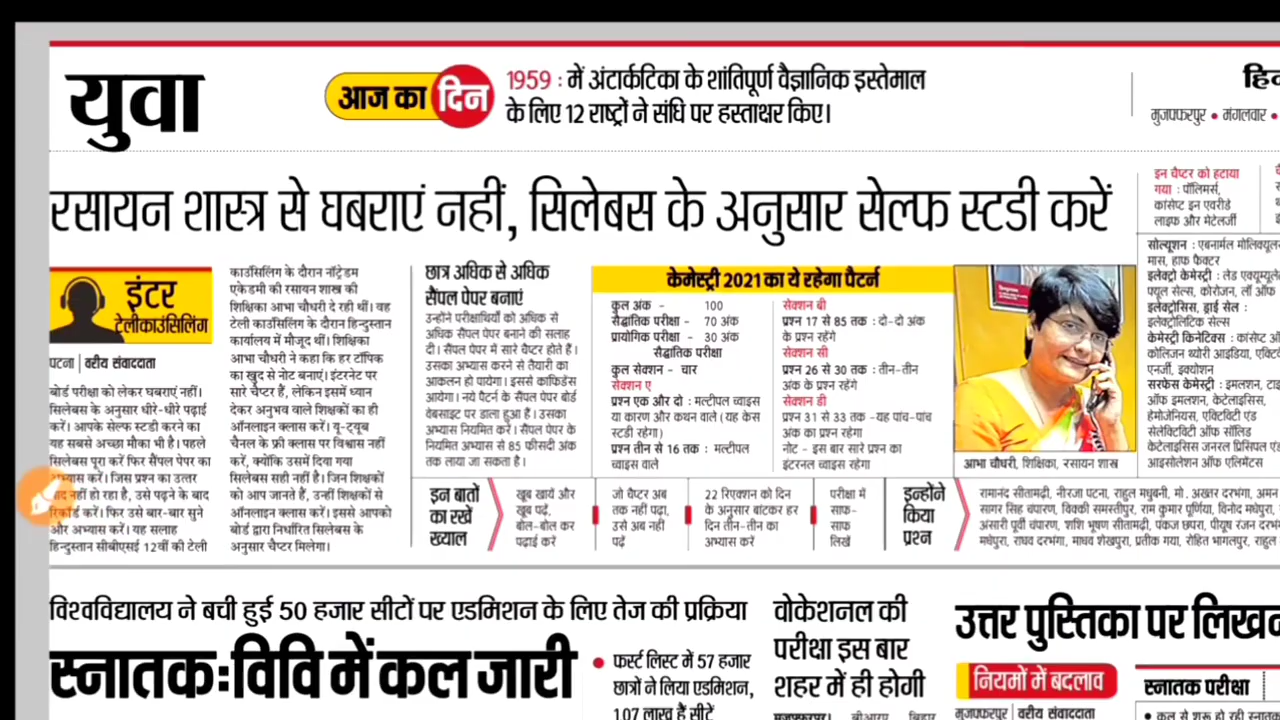 युवा
आज का दिन
1959 : में अंटार्कटिका के शांतिपूर्ण वैज्ञानिक इस्तेमाल
के लिए 12 राष्ट्रों ने संधि पर हस्ताक्षर किए।
मुजफ्फरपुर • मंगलवार •
रसायन शास्त्र से घबराएं नहीं, सिलेबस के अनुसार सेल्फ स्टडी करें
इंटर
टेलीकाउंसिलिंग
पटना | वरीय संवाददाता
बोर्ड परीक्षा को लेकर घबराएं नहीं।
सिलेबस के अनुसार धीरे-धीरे पढ़ाई
करें। आपके सेल्फ स्टडी करने का
यह सबसे अच्छा मौका भी है। पहले
सिलेबस पूरा करें फिर सैंपल पेपर का
अभ्यास करें। जिस प्रश्न का उत्तर
याद नहीं हो रहा है, उसे पढ़ने के बाद
रिकॉर्ड करें। फिर उसे बार-बार सुने
और अभ्यास करें। यह सलाह
हिन्दुस्तान सीबीएसई 12वीं की टेली
काउंसिलिंग के दौरान नॉट्रेडम
एकेडमी की रसायन शास्त्र की
शिक्षिका आभा चौधरी दे रही थीं। वह
टेली काउंसिलिंग के दौरान हिन्दुस्तान
कार्यालय में मौजूद थीं। शिक्षिका
आभा चौधरी ने कहा कि हर टॉपिक
का खुद से नोट बनाएं। इंटरनेट पर
सारे चैप्टर हैं, लेकिन इसमें ध्यान
देकर अनुभव वाले शिक्षकों का ही
ऑनलाइन क्लास करें। यू-ट्यूब
चैनल के फ्री क्लास पर विश्वास नहीं
करें, क्योंकि उसमें दिया गया
सिलेबस सही नहीं है। जिन शिक्षकों
को आप जानते हैं, उन्हीं शिक्षकों से
ऑनलाइन क्लास करें। इससे आपको
बोर्ड द्वारा निर्धारित सिलेबस के
अनुसार चैप्टर मिलेगा।
छात्र अधिक से अधिक
सैंपल पेपर बनाएं
उन्होंने परीक्षार्थियों को अधिक से
अधिक सैंपल पेपर बनाने की सलाह
दी। सैंपल पेपर में सारे चैप्टर होते हैं।
उसका अभ्यास करने से तैयारी का
आकलन हो पायेगा। इससे कांफिडेंस
आयेगा। नये पैटर्न के सैंपल पेपर बोर्ड
वेबसाइट पर डाला हुआ है। उसका
अभ्यास नियमित करें। सैंपल पेपर के
नियमित अभ्यास से 85 फीसदी अंक
तक लाया जा सकता है।
केमेस्ट्री 2021 का ये रहेगा पैटर्न
कुल अंक - 100
सैद्धांतिक परीक्षा - 70 अंक
प्रायोगिक परीक्षा - 30 अंक
सैद्धांतिक परीक्षा
कुल सेक्शन - चार
सेक्शन ए
प्रश्न एक और दो : मल्टीपल च्वाइस
या कारण और कथन वाले (यह केस
स्टडी रहेगा)
प्रश्न तीन से 16 तक : मल्टीपल
च्वाइस वाले
सेक्शन बी
प्रश्न 17 से 85 तक : दो-दो अंक
के प्रश्न रहेंगे
सेक्शन सी
प्रश्न 26 से 30 तक : तीन-तीन
अंक के प्रश्न रहेंगे
सेक्शन डी
प्रश्न 31 से 33 तक -यह पांच-पांच
अंक का प्रश्न रहेगा
नोट - इस बार सारे प्रश्न का
इंटरनल च्वाइस रहेगा
आभा चौधरी, शिक्षिका, रसायन शास्त्र
इन चैप्टर को हटाया
गया : पॉलिमर्स,
कांसेप्ट इन एवरीडे
लाइफ और मेटेलर्जी
सोल्यूशन : एबनार्मल
मास, हाफ फैक्टर
इलेक्ट्रो केमेस्ट्री : लेड
फ्यूल सेल्स, कोरोजन, लॉ ऑफ
इलेक्ट्रोसिस, ड्राई सेल :
इलेक्ट्रोलिटिक सेल्स
केमेस्ट्री किनेटिक्स : कांसेप्ट
कोलिजन थ्योरी आइडिया,
एनर्जी, इक्योशन
सरफेस केमेस्ट्री : इमलशन,
ऑफ इमलशन, केटेलाइसिस,
हेमोजेनियस, एक्टिविटी एंड
सेलेक्टिविटी ऑफ सॉलिड
केटेलाइसिस जनरल प्रिसिपल
आइसोलेशन ऑफ एलिमेंट्स
इन बातों
का रखें
ख्याल
खूब खायें और
खूब पढ़ें,
बोल-बोल कर
पढ़ाई करें
जो चैप्टर अब
तक नहीं पढ़ा,
उसे अब नहीं
पढ़ें
22 रिएक्शन को दिन
के अनुसार बांटकर हर
दिन तीन-तीन का
अभ्यास करें
परीक्षा में
साफ-
साफ
लिखें
इन्होंने
किया
प्रश्न
रामानंद सीतामढ़ी, नीरजा पटना, राहुल मधुबनी, मो. अख्तर दरभंगा, अमन
सागर सिंह चंपारण, विक्की समस्तीपुर, राम कुमार पूर्णिया, विनोद मधेपुरा,
अंसारी पूर्वी चंपारण, शशि भूषण सीतामढ़ी, पंकज छपरा, पीयूष रंजन
मधेपुरा, राघव दरभंगा, माधव शेखपुरा, प्रतीक गया, रोहित भागलपुर, राहुल
विश्वविद्यालय ने बची हुई 50 हजार सीटों पर एडमिशन के लिए तेज की प्रक्रिया
स्नातक:विवि में कल जारी
• फर्स्ट लिस्ट में 57 हजार
छात्रों ने लिया एडमिशन,
1.07 लाख हैं सीटें
वोकेशनल की
परीक्षा इस बार
शहर में ही होगी
उत्तर पुस्तिका पर
नियमों में बदलाव
मुजफ्फरपुर | वरीय संवाददाता
स्नातक परीक्षा
• कल से शुरू हो रही